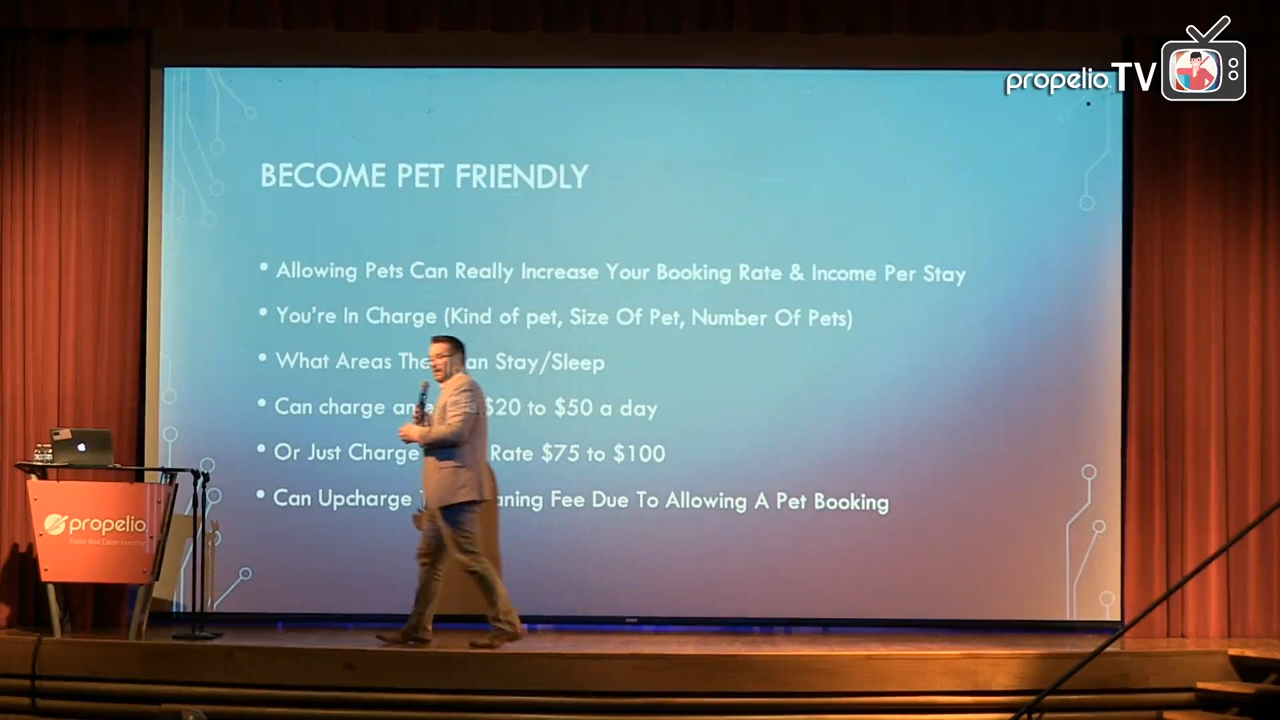 propelio TV
BECOME PET FRIENDLY
• Allowing Pets Can Really Increase Your Booking Rate & Income Per Stay
• You're In Charge (Kind of pet, Size Of Pet, Number Of Pets)
• What Areas The an Stay/Sleep
• Can charge an $20 to $50 a day
• Or Just Charge Rate $75 to $100
• Can Upcharge aning Fee Due To Allowing A Pet Booking
propelio